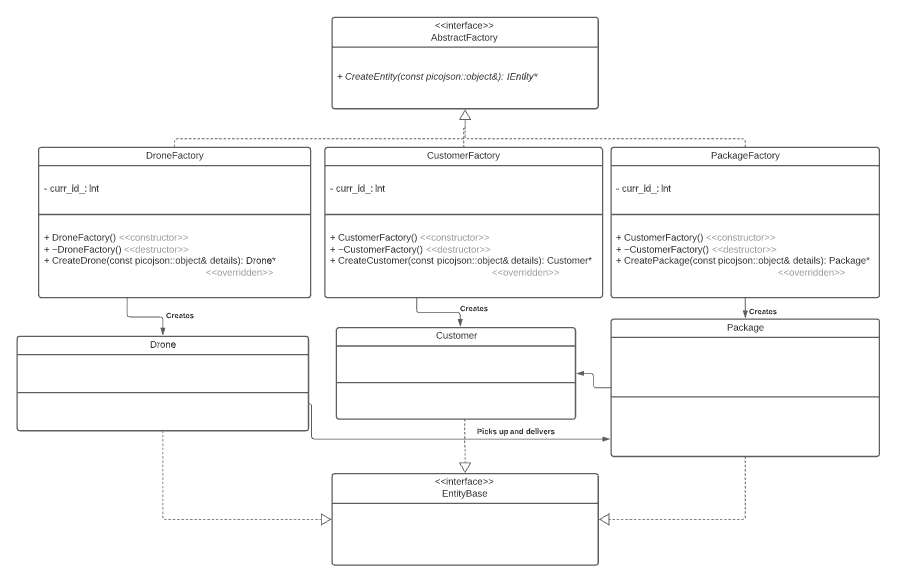 <<interface>>
AbstractFactory
+ CreateEntity(const picojson::object&): IEntity*
DroneFactory
- curr_id_: Int
+ DroneFactory() <<constructor>>
+ ~DroneFactory() <<destructor>>
+ CreateDrone(const picojson::object& details): Drone*
<<overridden>>
CustomerFactory
- curr_id_: Int
+ CustomerFactory() <<constructor>>
+ ~CustomerFactory() <<destructor>>
+ CreateCustomer(const picojson::object& details): Customer*
<<overridden>>
PackageFactory
- curr_id_: Int
+ CustomerFactory() <<constructor>>
+ ~CustomerFactory() <<destructor>>
+ CreatePackage(const picojson::object& details): Package*
<<overridden>>
Creates
Creates
Creates
Drone
Customer
Package
Picks up and delivers
<<interface>>
EntityBase